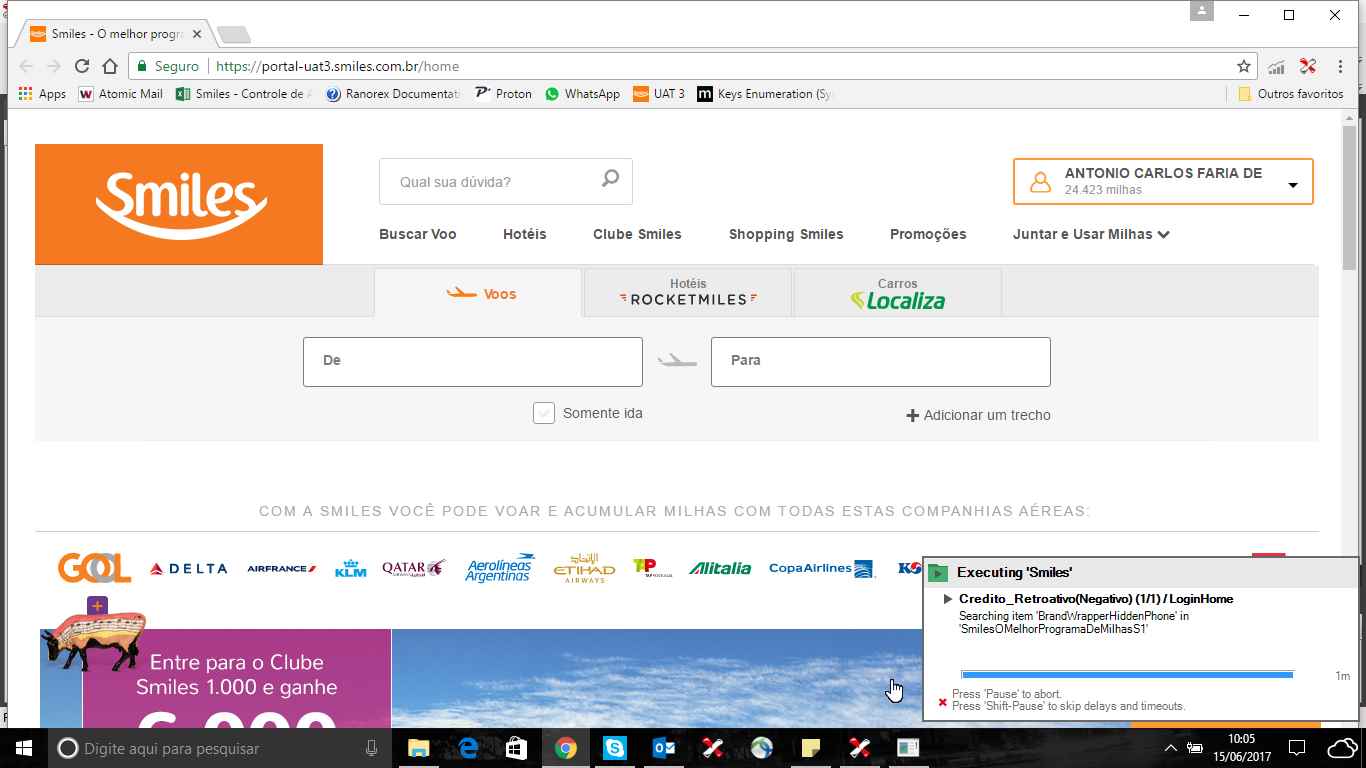 Smiles - O melhor progra
Seguro
https://portal-uat3.smiles.com.br/home
Apps
Atomic Mail
Smiles - Controle de
Ranorex Documentat
Proton
WhatsApp
UAT 3
Keys Enumeration (Sy
Outros favoritos
Smiles
Qual sua dúvida?
ANTONIO CARLOS FARIA DE
24.423 milhas
Buscar Voo
Hotéis
Clube Smiles
Shopping Smiles
Promoções
Juntar e Usar Milhas
Voos
Hotéis
ROCKETMILES
Carros
Localiza
De
Para
Somente ida
Adicionar um trecho
COM A SMILES VOCÊ PODE VOAR E ACUMULAR MILHAS COM TODAS ESTAS COMPANHIAS AÉREAS:
GOL
DELTA
AIRFRANCE
KLM
QATAR
Aerolíneas
Argentinas
ETIHAD
AIRWAYS
TAP
Alitalia
CopaAirlines
Executing 'Smiles'
Credito_Retroativo(Negativo) (1/1) / LoginHome
Searching item 'BrandWrapperHiddenPhone' in
'SmilesOMelhorProgramaDeMilhasS1'
1m
Press 'Pause' to abort.
Press 'Shift-Pause' to skip delays and timeouts.
Entre para o Clube
Smiles 1.000 e ganhe
Digite aqui para pesquisar
10:05
15/06/2017